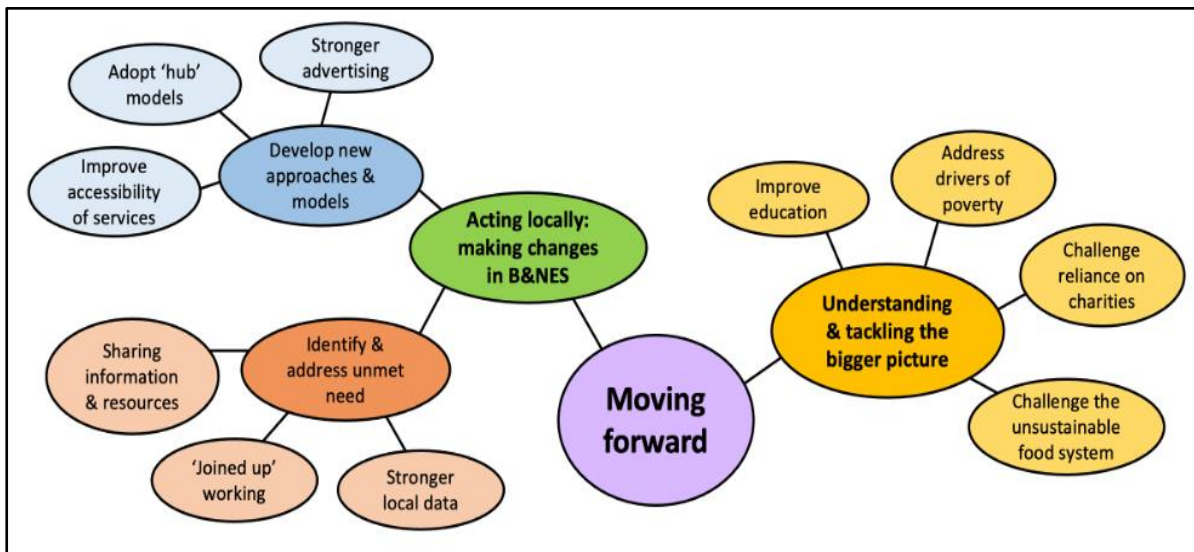 Stronger
advertising
Adopt ‘hub’
models
Improve
accessibility
of services
Develop new
approaches &
models
Acting locally:
making changes
in B&NES
Sharing
information
& resources
Identify &
address unmet
need
‘Joined up’
working
Stronger
local data
Moving
forward
Understanding
& tackling the
bigger picture
Improve
education
Address
drivers of
poverty
Challenge
reliance on
charities
Challenge the
unsustainable
food system